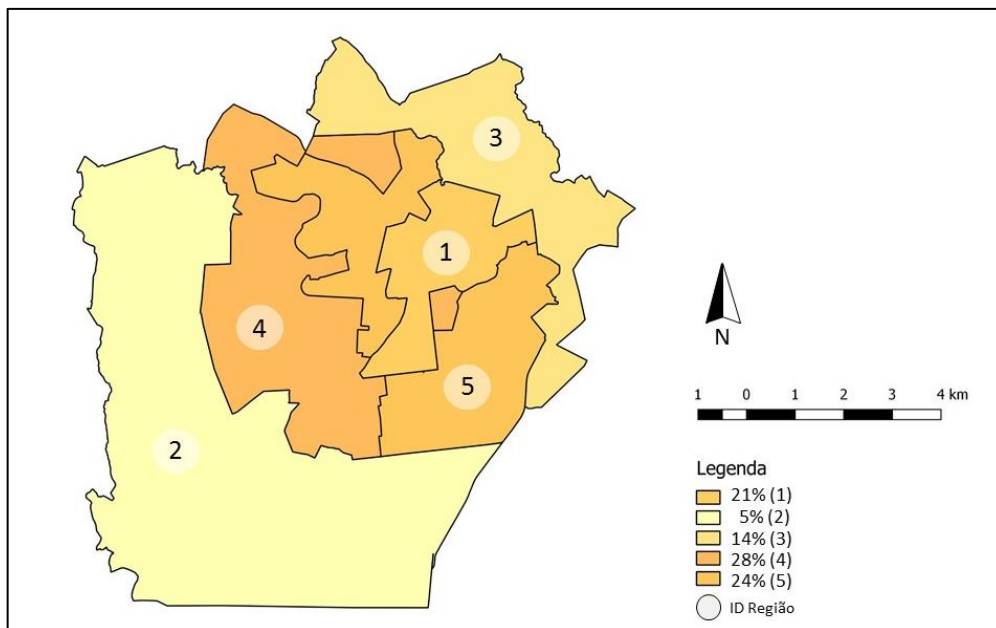 3
1
4
5
2
N
1 0 1 2 3 4 km
Legenda
21% (1)
5% (2)
14% (3)
28% (4)
24% (5)
ID Região